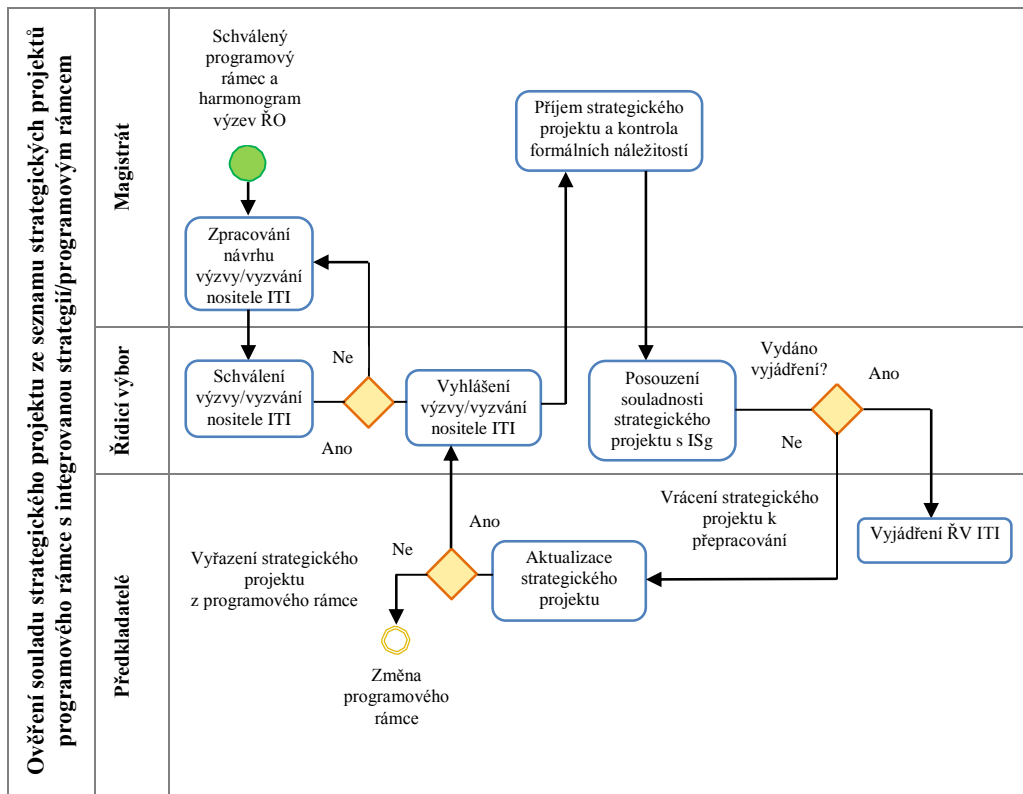 Ověření souladu strategického projektu ze seznamu strategických projektů
programového rámce s integrovanou strategií/programovým rámcem
Magistrát
Schválený
programový
rámec a
harmonogram
výzev ŘO
Zpracování
návrhu
výzvy/vyzvání
nositele ITI
Příjem strategického
projektu a kontrola
formálních náležitostí
Řídící výbor
Schválení
výzvy/vyzvání
nositele ITI
Ne
Ano
Vyhlášení
výzvy/vyzvání
nositele ITI
Posouzení
souladnosti
strategického
projektu s ISg
Vydáno
vyjádření?
Ano
Ne
Předkladatelé
Vyřazení strategického
projektu
z programového rámce
Ne
Ano
Změna
programového
rámce
Aktualizace
strategického
projektu
Vrácení strategického
projektu k
přepracování
Vyjádření ŘV ITI